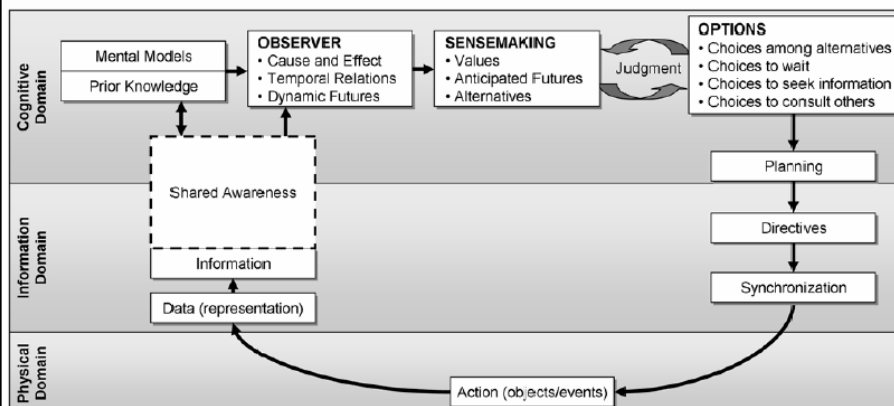 Cognitive
Domain
Mental Models
Prior Knowledge
OBSERVER
• Cause and Effect
• Temporal Relations
• Dynamic Futures
SENSEMAKING
• Values
• Anticipated Futures
• Alternatives
Judgment
OPTIONS
• Choices among alternatives
• Choices to wait
• Choices to seek information
• Choices to consult others
Shared Awareness
Planning
Information
Domain
Information
Data (representation)
Directives
Synchronization
Physical
Domain
Action (objects/events)